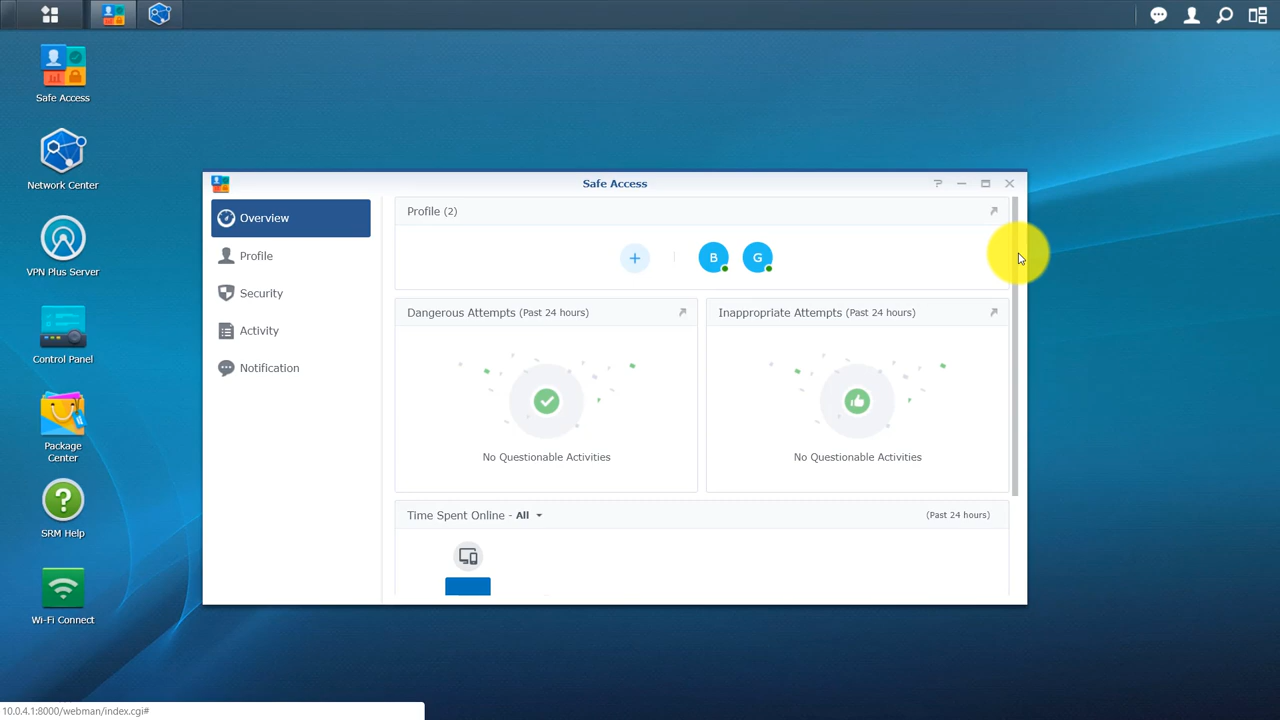 Safe Access
Network Center
VPN Plus Server
Control Panel
Package
Center
SRM Help
Wi-Fi Connect
Safe Access
?
Overview
Profile
Security
Activity
Notification
Profile (2)
+
B
G
Dangerous Attempts (Past 24 hours)
No Questionable Activities
Inappropriate Attempts (Past 24 hours)
No Questionable Activities
Time Spent Online - All
(Past 24 hours)
10.0.4.1:8000/webman/index.cgi#